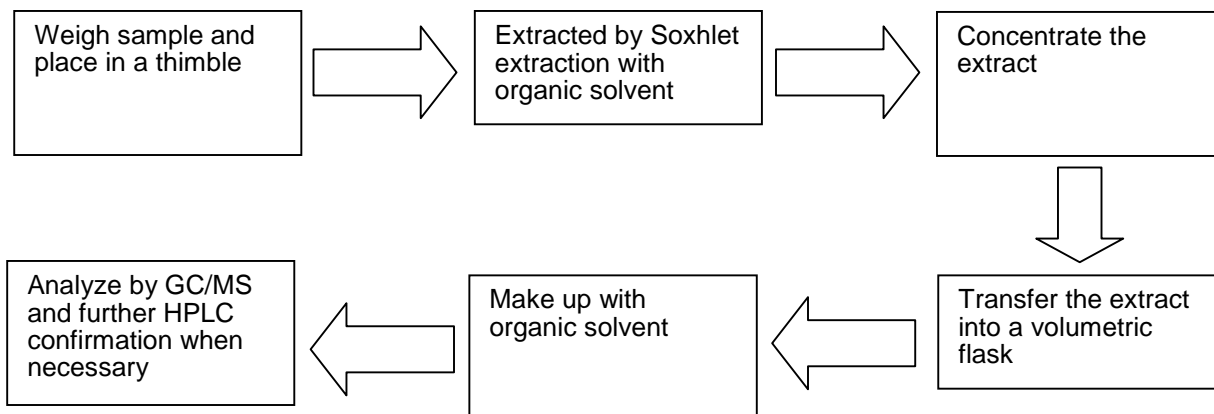 Weigh sample and
place in a thimble
Extracted by Soxhlet
extraction with
organic solvent
Concentrate the
extract
Transfer the extract
into a volumetric
flask
Make up with
organic solvent
Analyze by GC/MS
and further HPLC
confirmation when
necessary